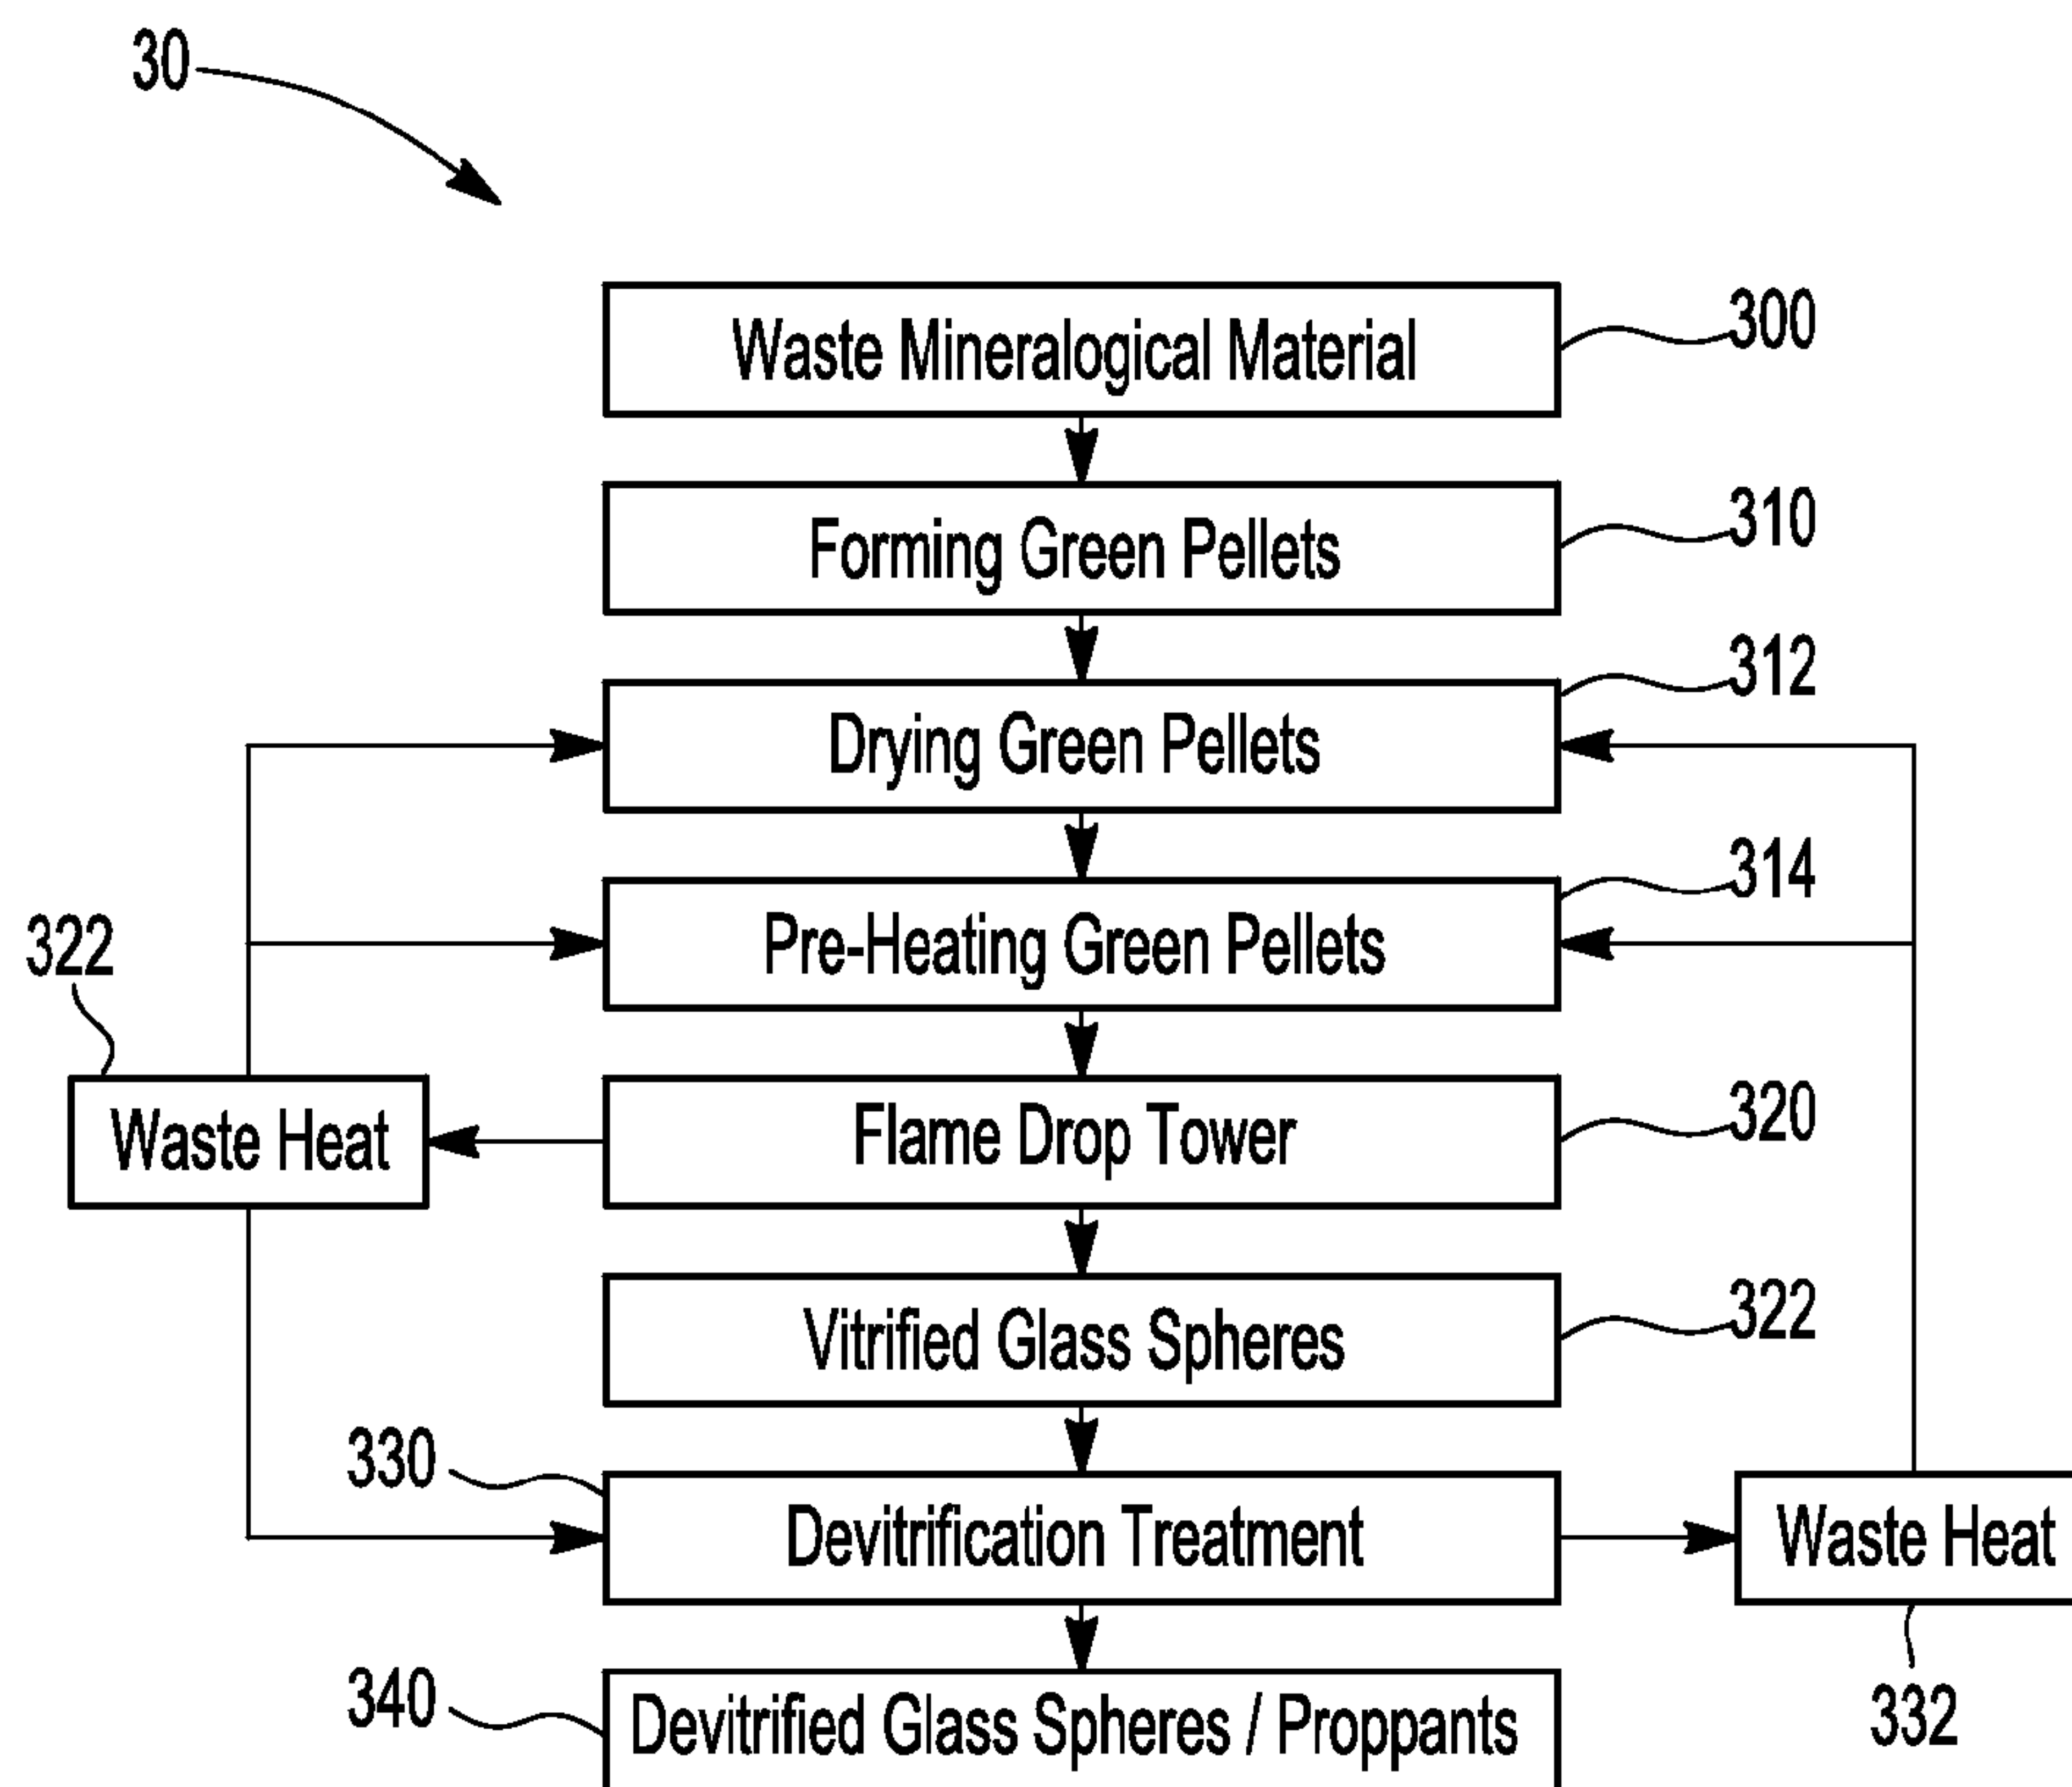 30
Waste Mineralogical Material
300
Forming Green Pellets
310
312
Drying Green Pellets
314
Pre-Heating Green Pellets
322
Waste Heat
Flame Drop Tower
320
Vitrified Glass Spheres
322
330
Devitrification Treatment
Waste Heat
340
Devitrified Glass Spheres / Proppants
332